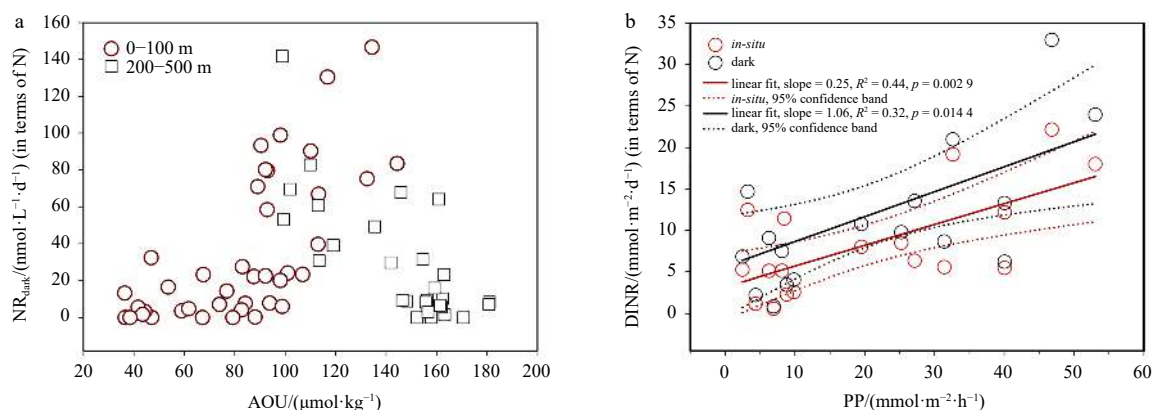 a
160
140
120
100
80
60
40
20
0
NR_dark/(nmol·L⁻¹·d⁻¹) (in terms of N)
0−100 m
200−500 m
20 40 60 80 100 120 140 160 180 200
AOU/(μmol·kg⁻¹)
b
35
30
25
20
15
10
5
0
DINR/(mmol·m⁻²·d⁻¹) (in terms of N)
in-situ
dark
linear fit, slope = 0.25, R² = 0.44, p = 0.002 9
in-situ, 95% confidence band
linear fit, slope = 1.06, R² = 0.32, p = 0.014 4
dark, 95% confidence band
0 10 20 30 40 50 60
PP/(mmol·m⁻²·h⁻¹)